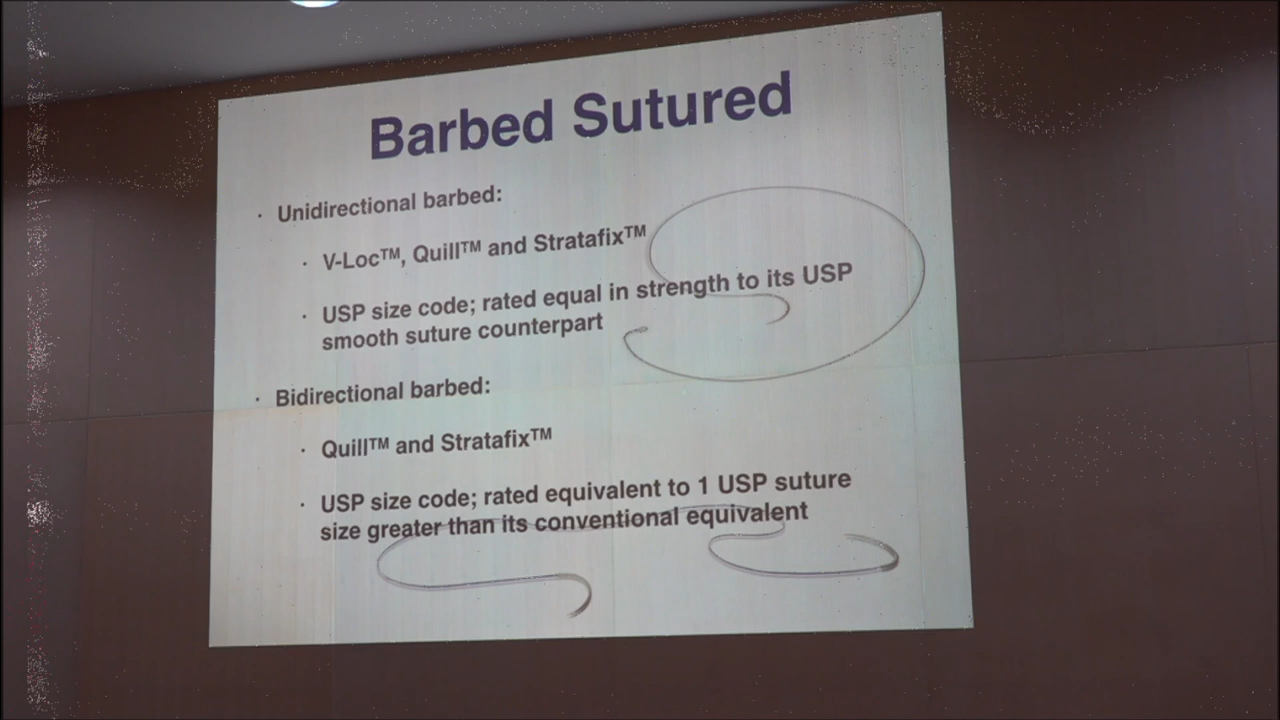 Barbed Sutured
· Unidirectional barbed:
· V-Loc™, Quill™ and Stratafix™
· USP size code; rated equal in strength to its USP
smooth suture counterpart
· Bidirectional barbed:
· Quill™ and Stratafix™
· USP size code; rated equivalent to 1 USP suture
size greater than its conventional equivalent